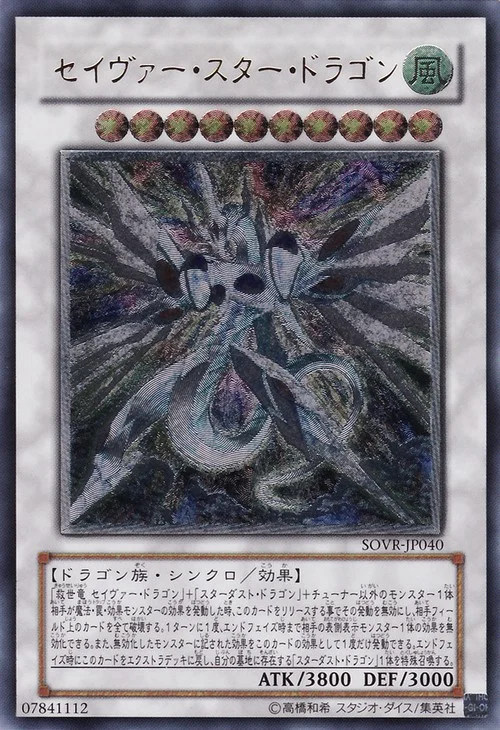 セイヴァー・スター・ドラゴン 風
SOVR-JP040
【ドラゴン族・シンクロ／効果】
「救世竜 セイヴァー・ドラゴン」+「スターダスト・ドラゴン」+チューナー以外のモンスター1体
相手が魔法・罠・効果モンスターの効果を発動した時、このカードをリリースする事でその発動を無効にし、相手フィー
ルド上のカードを全て破壊する。1ターンに1度、エンドフェイズ時まで相手の表側表示モンスター1体の効果を無
効化できる。また、無効化したモンスターに記された効果をこのカードの効果として1度だけ発動できる。エンドフェ
イズ時にこのカードをエクストラデッキに戻し、自分の墓地に存在する「スターダスト・ドラゴン」1体を特殊召喚する。
ATK/3800 DEF/3000
07841112 ©高橋和希 スタジオ・ダイス/集英社